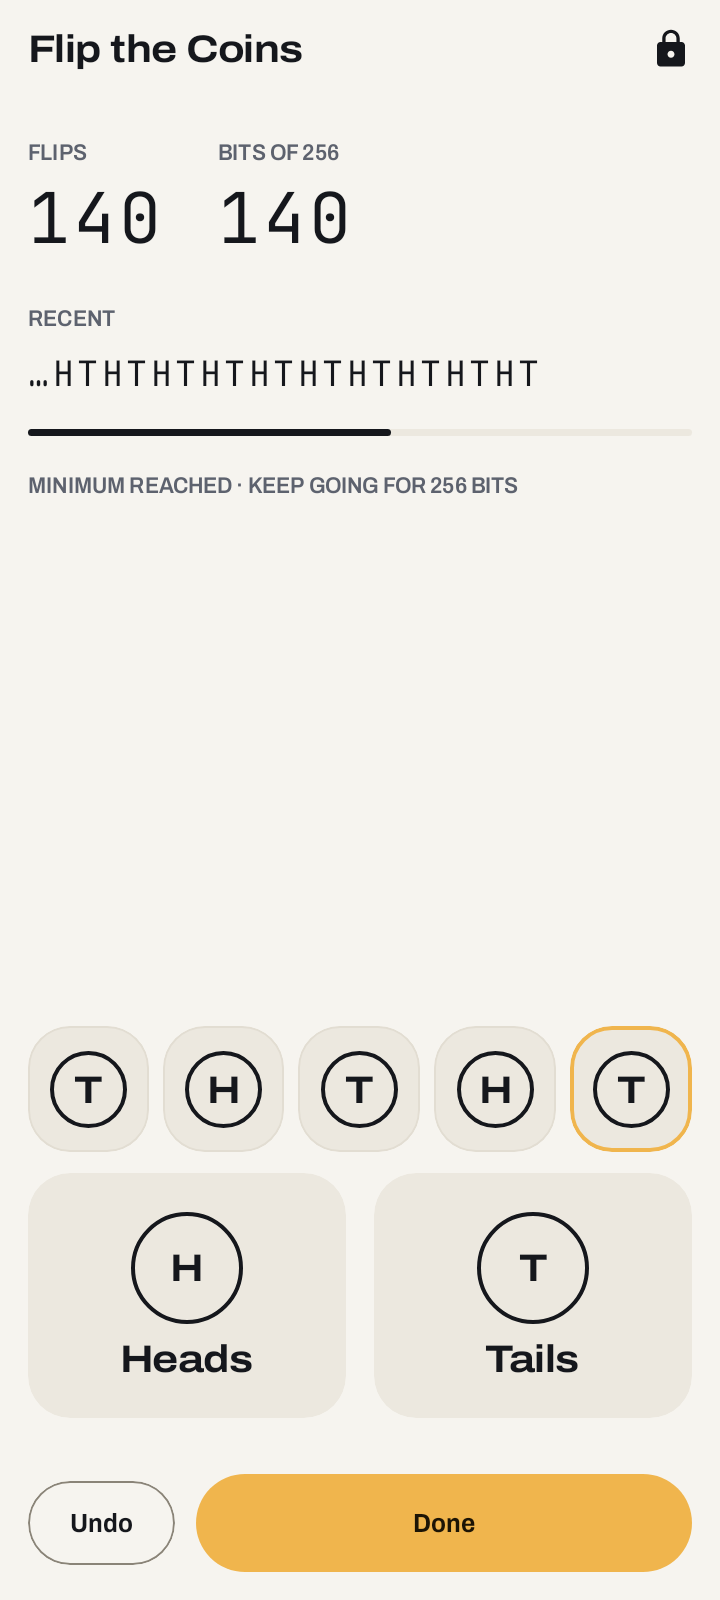 Flip the Coins
FLIPS BITS OF 256
140 140
RECENT
…HTHTHTHTHTHTHTHTHTHT
MINIMUM REACHED · KEEP GOING FOR 256 BITS
T H T H T
H T
Heads Tails
Undo Done